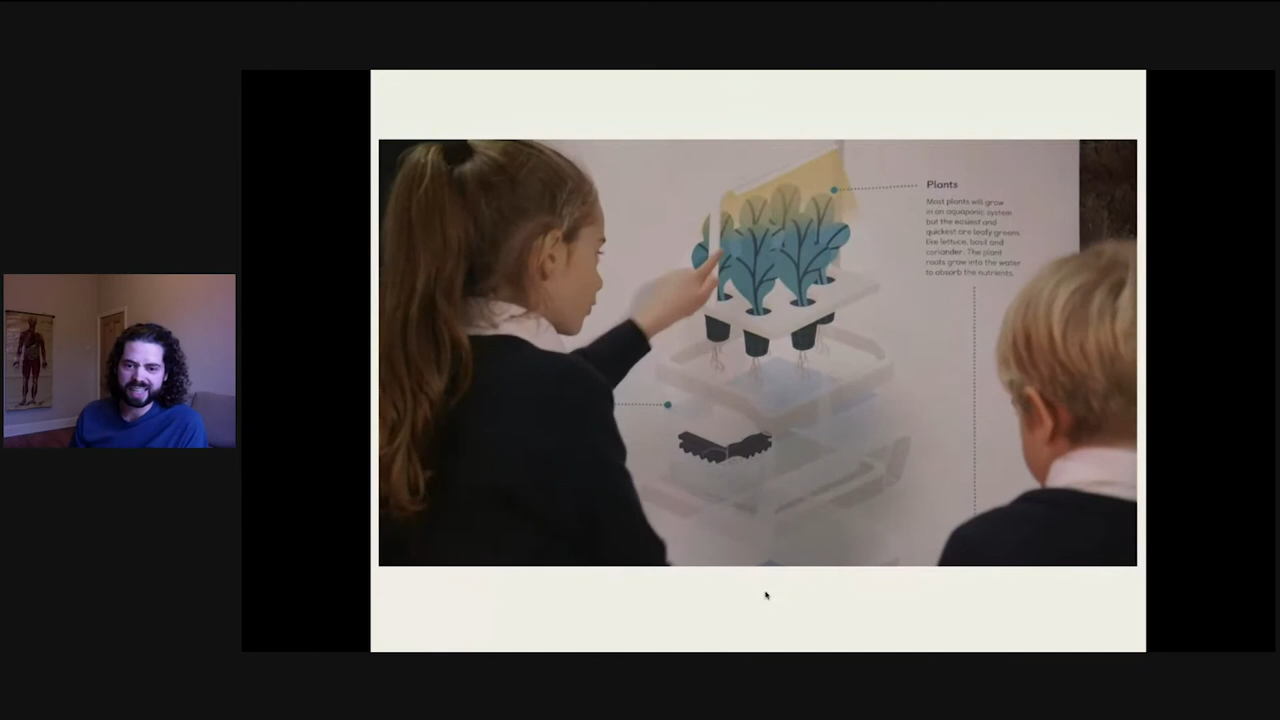 Plants
Most plants will grow
in an aquaponic system
but the easiest and
quickest are leafy greens
like lettuce, basil and
coriander. The plant
roots grow into the water
to absorb the nutrients.